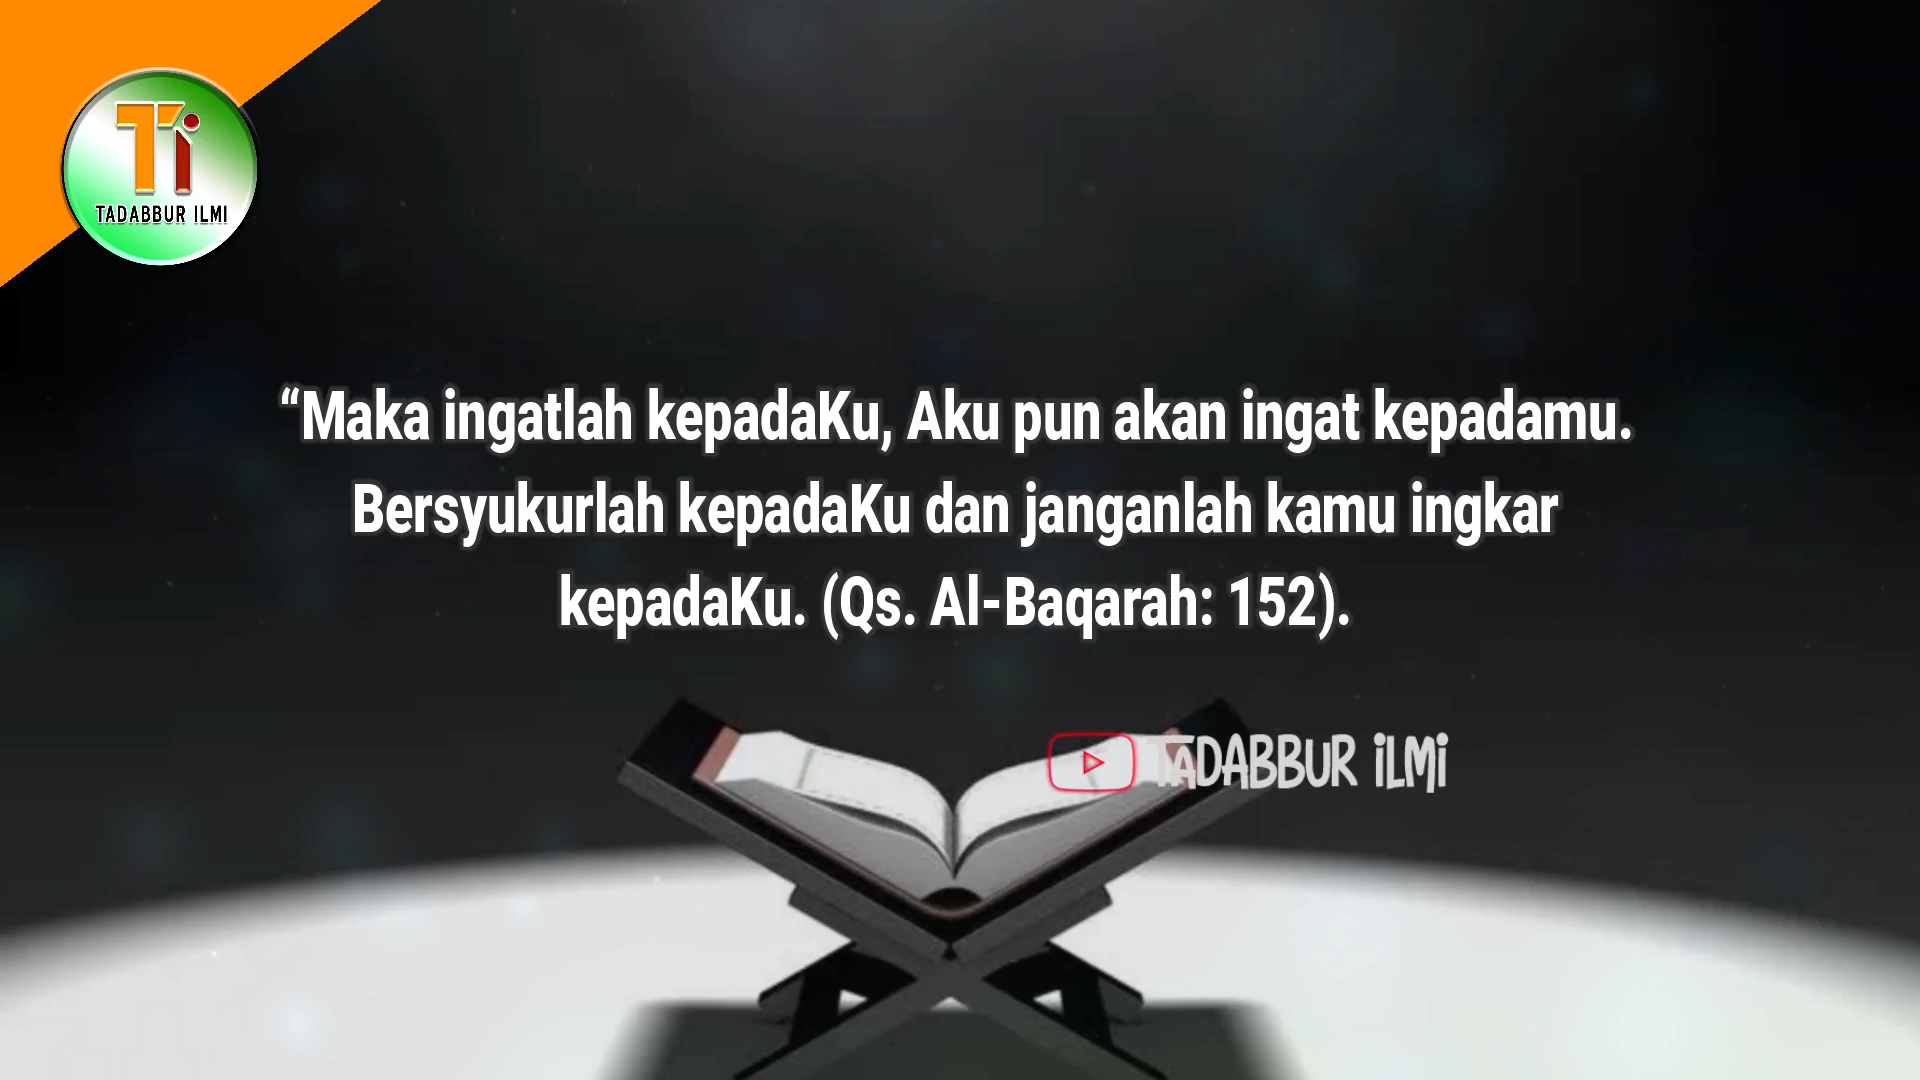 Ti
TADABBUR ILMI
“Maka ingatlah kepadaKu, Aku pun akan ingat kepadamu.
Bersyukurlah kepadaKu dan janganlah kamu ingkar
kepadaKu. (Qs. Al-Baqarah: 152).
TADABBUR iLMi